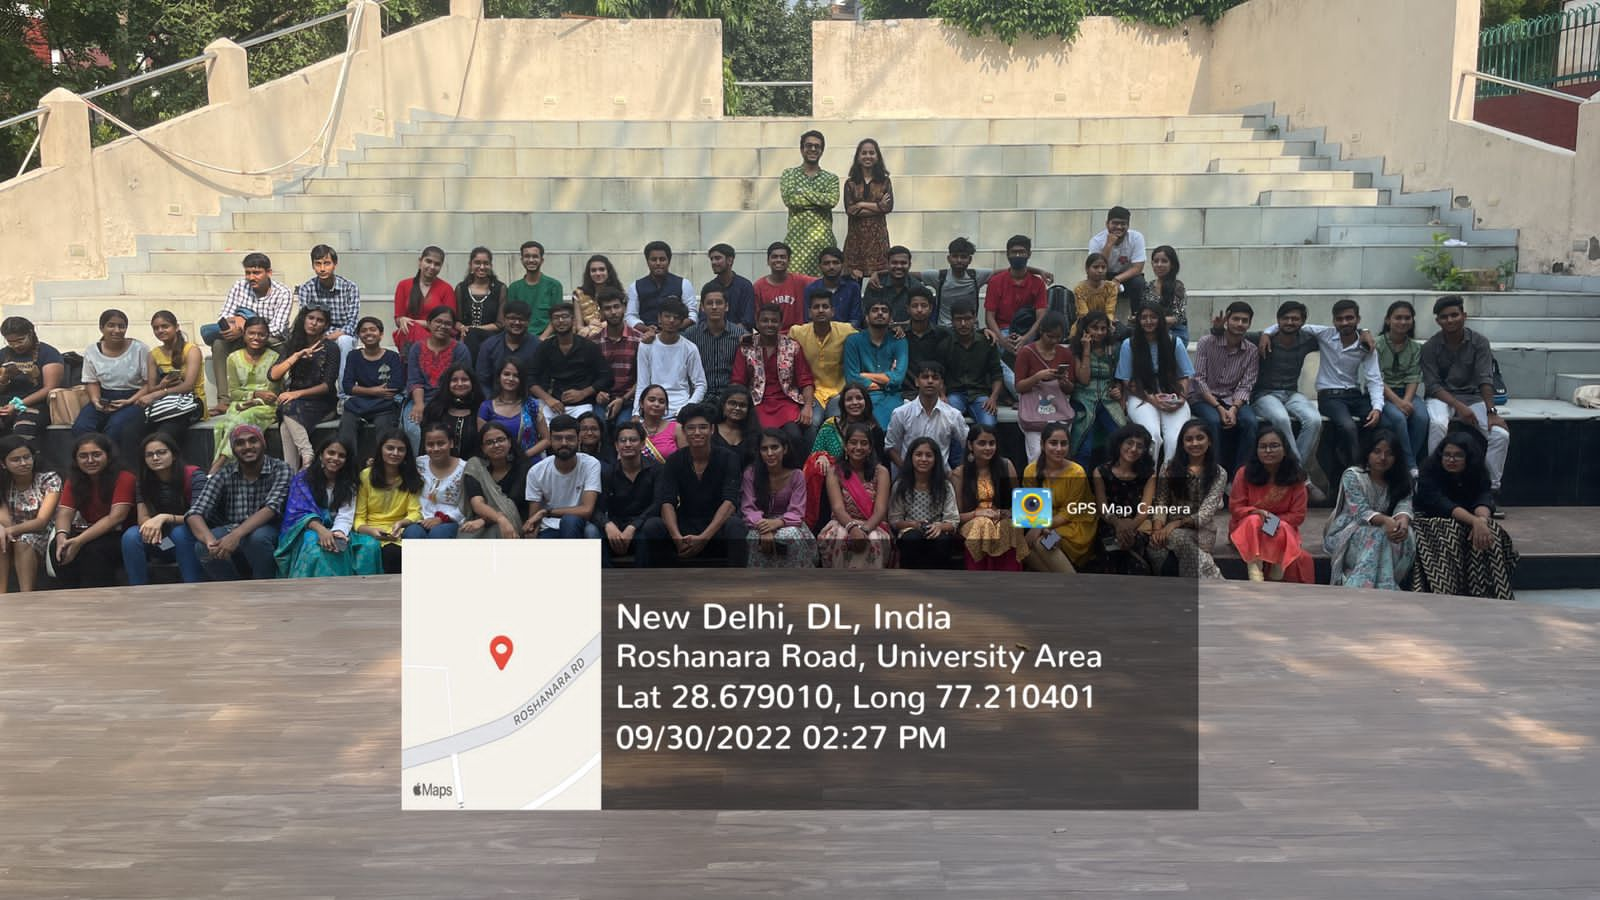 GPS Map Camera
New Delhi, DL, India
Roshanara Road, University Area
Lat 28.679010, Long 77.210401
09/30/2022 02:27 PM
ROSHANARA RD
Maps